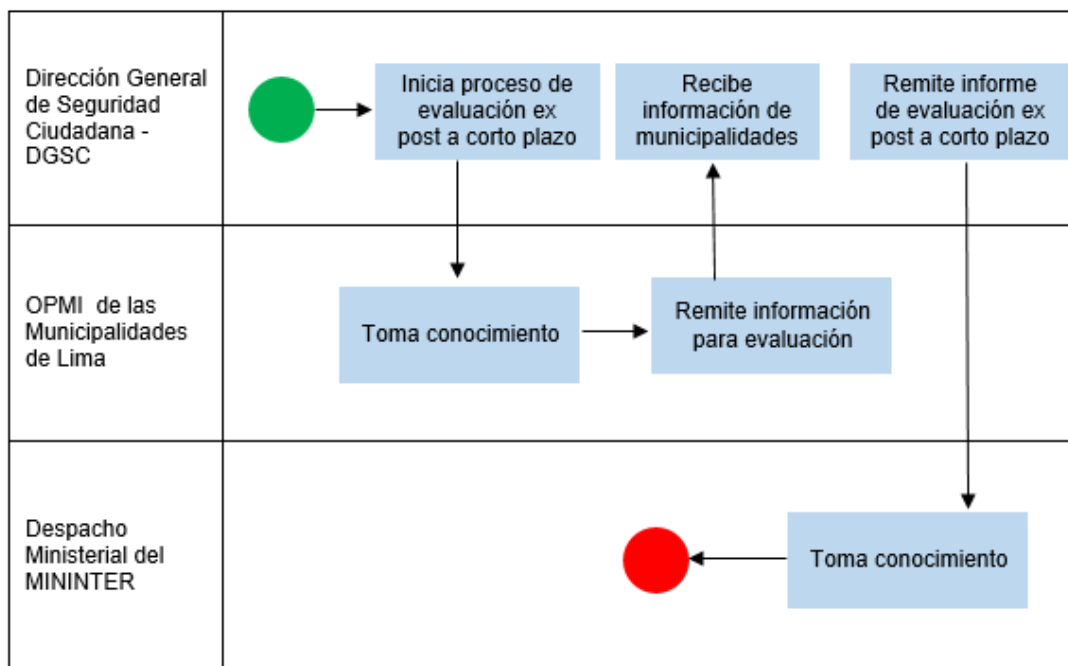 Dirección General
de Seguridad
Ciudadana -
DGSC
Inicia proceso de
evaluación ex
post a corto plazo
Recibe
información de
municipalidades
Remite informe
de evaluación ex
post a corto plazo
OPMI de las
Municipalidades
de Lima
Toma conocimiento
Remite información
para evaluación
Despacho
Ministerial del
MININTER
Toma conocimiento